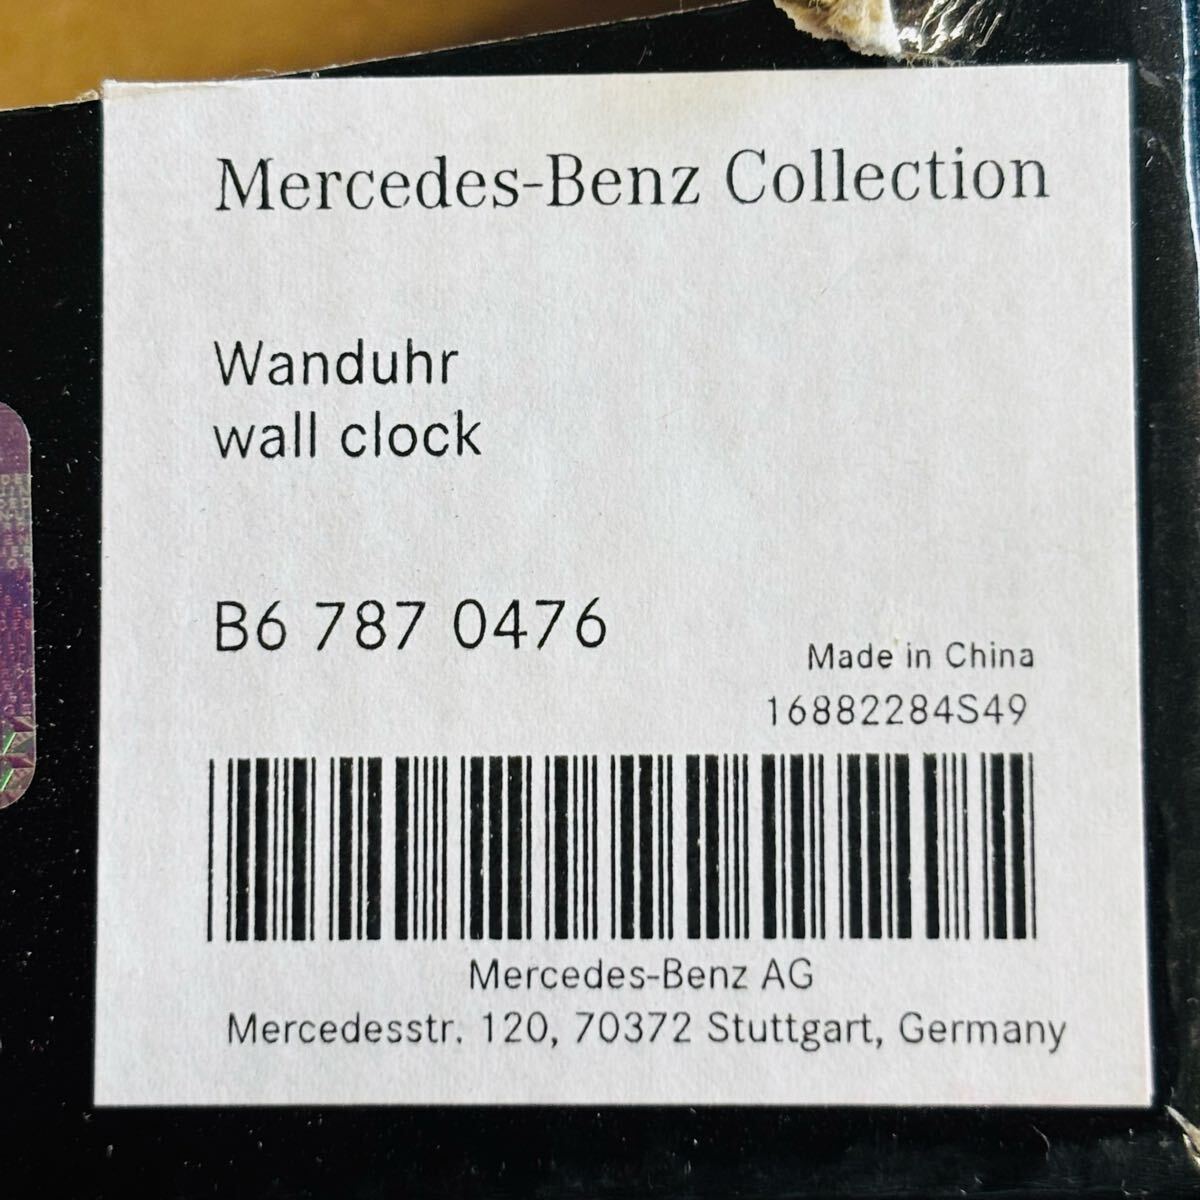 Mercedes-Benz Collection
Wanduhr
wall clock
B6 787 0476
Made in China
16882284S49
Mercedes-Benz AG
Mercedesstr. 120, 70372 Stuttgart, Germany